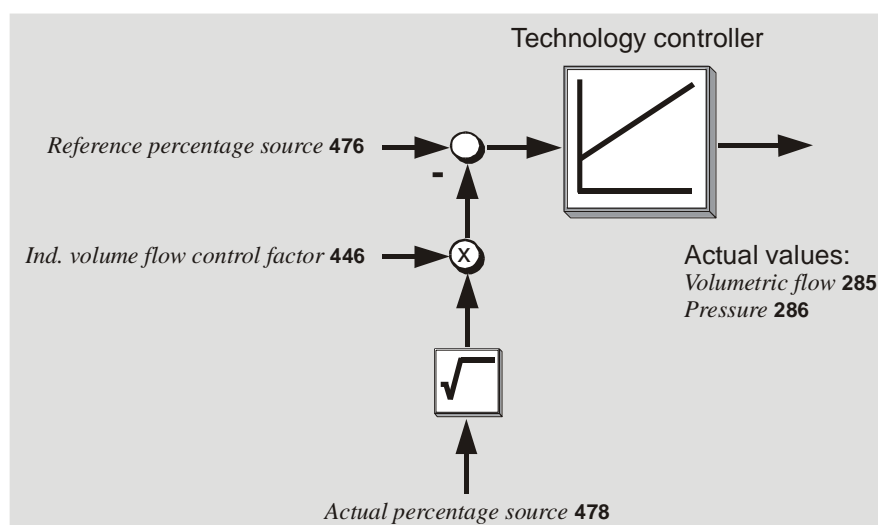 Technology controller
Reference percentage source 476
-
Ind. volume flow control factor 446
X
Actual values:
Volumetric flow 285
Pressure 286
√
Actual percentage source 478